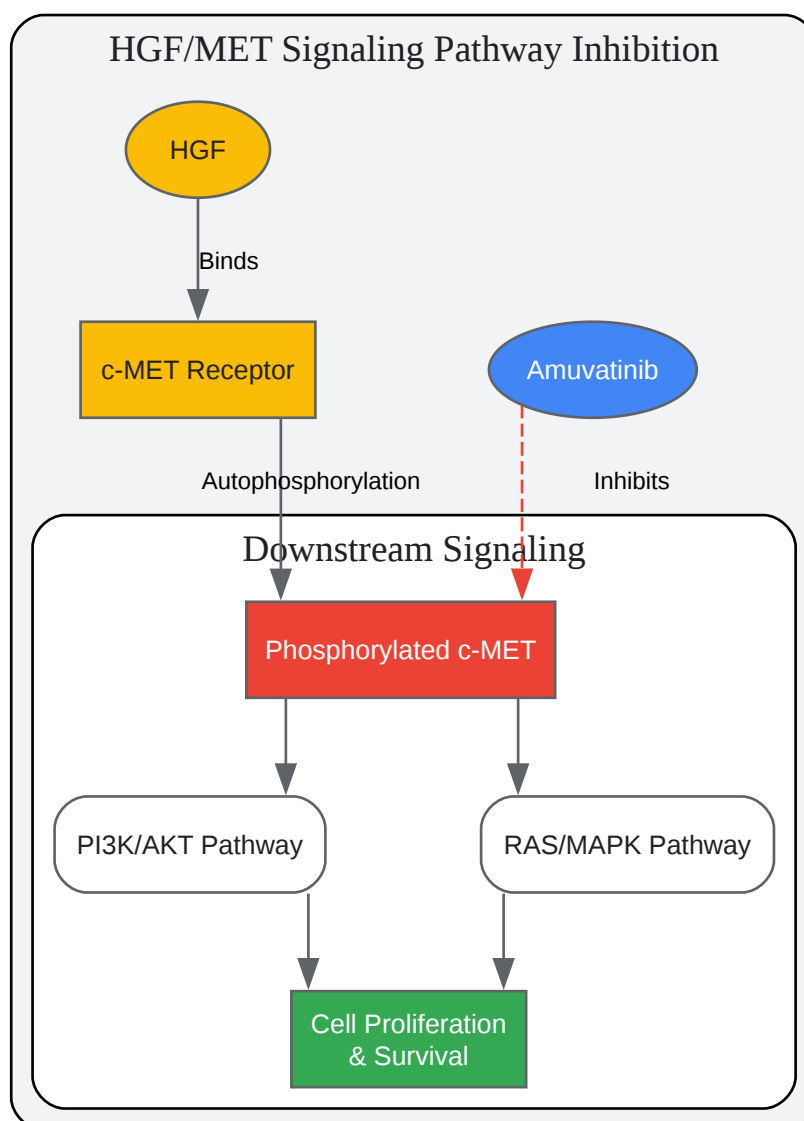 HGF/MET Signaling Pathway Inhibition
HGF
Binds
c-MET Receptor
Amuvatinib
Autophosphorylation
Inhibits
Downstream Signaling
Phosphorylated c-MET
PI3K/AKT Pathway
RAS/MAPK Pathway
Cell Proliferation
& Survival